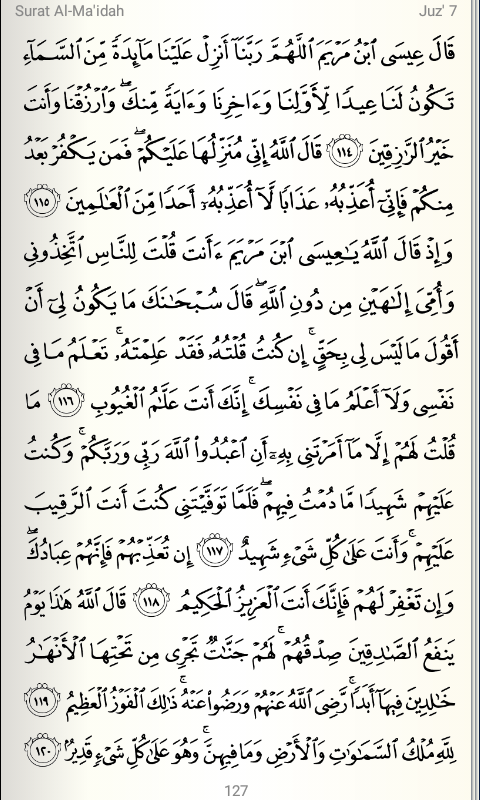 Surat Al-Ma'idah Juz' 7
قَالَ عِيسَى ٱبْنُ مَرْيَمَ ٱللَّهُمَّ رَبَّنَآ أَنزِلْ عَلَيْنَا مَآئِدَةً مِّنَ ٱلسَّمَآءِ
تَكُونُ لَنَا عِيدًا لِّأَوَّلِنَا وَءَاخِرِنَا وَءَايَةً مِّنكَ ۖ وَٱرْزُقْنَا وَأَنتَ
خَيْرُ ٱلرَّٰزِقِينَ ١١٤ قَالَ ٱللَّهُ إِنِّى مُنَزِّلُهَا عَلَيْكُمْ ۖ فَمَن يَكْفُرْ بَعْدُ
مِنكُمْ فَإِنِّىٓ أُعَذِّبُهُۥ عَذَابًا لَّآ أُعَذِّبُهُۥٓ أَحَدًا مِّنَ ٱلْعَٰلَمِينَ ١١٥
وَإِذْ قَالَ ٱللَّهُ يَٰعِيسَى ٱبْنَ مَرْيَمَ ءَأَنتَ قُلْتَ لِلنَّاسِ ٱتَّخِذُونِى
وَأُمِّىَ إِلَٰهَيْنِ مِن دُونِ ٱللَّهِ ۖ قَالَ سُبْحَٰنَكَ مَا يَكُونُ لِىٓ أَنْ
أَقُولَ مَا لَيْسَ لِى بِحَقٍّ ۚ إِن كُنتُ قُلْتُهُۥ فَقَدْ عَلِمْتَهُۥ ۚ تَعْلَمُ مَا فِى
نَفْسِى وَلَآ أَعْلَمُ مَا فِى نَفْسِكَ ۚ إِنَّكَ أَنتَ عَلَّٰمُ ٱلْغُيُوبِ ١١٦ مَا
قُلْتُ لَهُمْ إِلَّا مَآ أَمَرْتَنِى بِهِۦٓ أَنِ ٱعْبُدُوا۟ ٱللَّهَ رَبِّى وَرَبَّكُمْ ۚ وَكُنتُ
عَلَيْهِمْ شَهِيدًا مَّا دُمْتُ فِيهِمْ ۖ فَلَمَّا تَوَفَّيْتَنِى كُنتَ أَنتَ ٱلرَّقِيبَ
عَلَيْهِمْ ۚ وَأَنتَ عَلَىٰ كُلِّ شَىْءٍ شَهِيدٌ ١١٧ إِن تُعَذِّبْهُمْ فَإِنَّهُمْ عِبَادُكَ ۖ
وَإِن تَغْفِرْ لَهُمْ فَإِنَّكَ أَنتَ ٱلْعَزِيزُ ٱلْحَكِيمُ ١١٨ قَالَ ٱللَّهُ هَٰذَا يَوْمُ
يَنفَعُ ٱلصَّٰدِقِينَ صِدْقُهُمْ ۚ لَهُمْ جَنَّٰتٌ تَجْرِى مِن تَحْتِهَا ٱلْأَنْهَٰرُ
خَٰلِدِينَ فِيهَآ أَبَدًا ۚ رَّضِىَ ٱللَّهُ عَنْهُمْ وَرَضُوا۟ عَنْهُ ۚ ذَٰلِكَ ٱلْفَوْزُ ٱلْعَظِيمُ ١١٩
لِلَّهِ مُلْكُ ٱلسَّمَٰوَٰتِ وَٱلْأَرْضِ وَمَا فِيهِنَّ ۚ وَهُوَ عَلَىٰ كُلِّ شَىْءٍ قَدِيرٌۢ ١٢٠
127